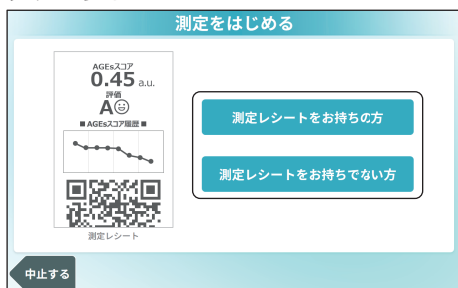 測定をはじめる
AGEsスコア
0.45 a.u.
評価
A
■ AGEsスコア履歴 ■
測定レシート
測定レシートをお持ちの方
測定レシートをお持ちでない方
中止する